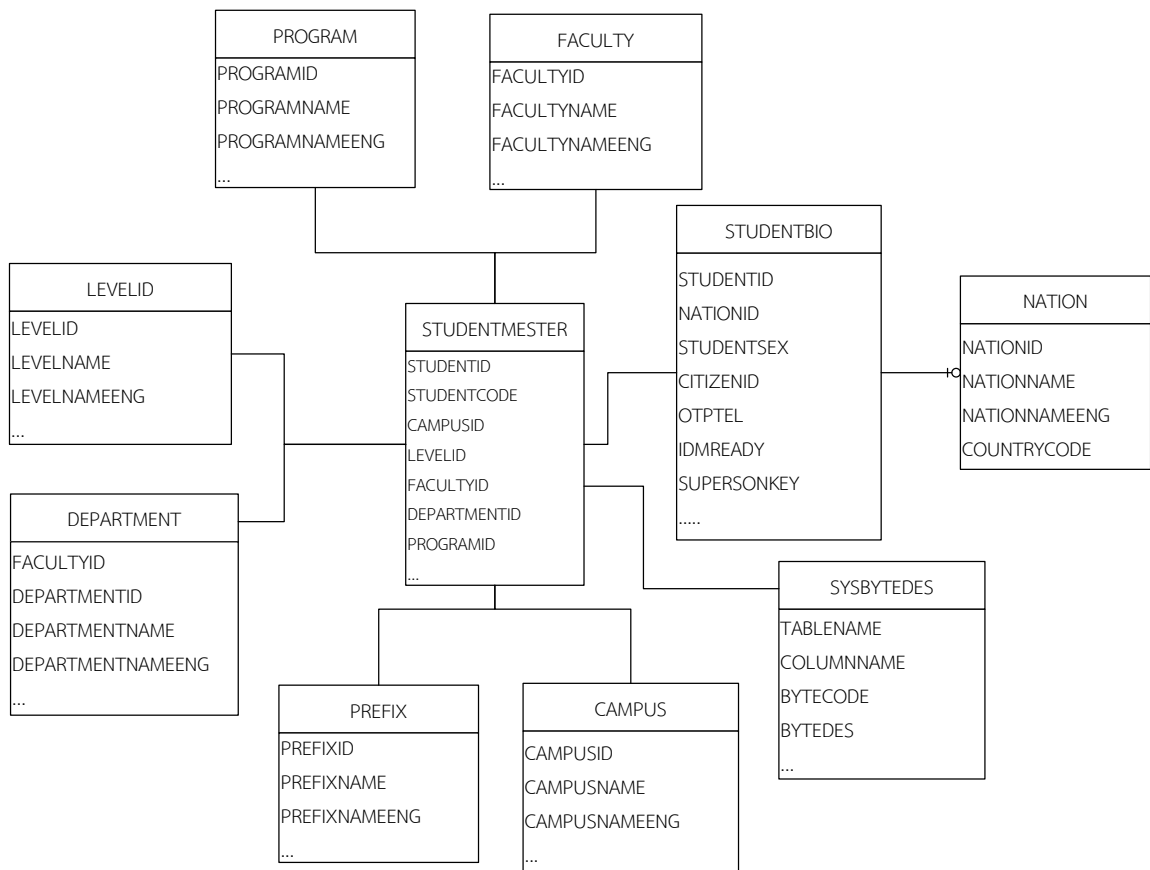 PROGRAM
PROGRAMID
PROGRAMNAME
PROGRAMNAMEENG
...
FACULTY
FACULTYID
FACULTYNAME
FACULTYNAMEENG
...
STUDENTBIO
STUDENTID
NATIONID
STUDENTSEX
CITIZENID
OTPTEL
IDMREADY
SUPERSONKEY
.....
NATION
NATIONID
NATIONNAME
NATIONNAMEENG
COUNTRYCODE
LEVELID
LEVELID
LEVELNAME
LEVELNAMEENG
...
STUDENTMESTER
STUDENTID
STUDENTCODE
CAMPUSID
LEVELID
FACULTYID
DEPARTMENTID
PROGRAMID
...
DEPARTMENT
FACULTYID
DEPARTMENTID
DEPARTMENTNAME
DEPARTMENTNAMEENG
...
SYSBYTEDES
TABLENAME
COLUMNNAME
BYTECODE
BYTEDES
...
PREFIX
PREFIXID
PREFIXNAME
PREFIXNAMEENG
...
CAMPUS
CAMPUSID
CAMPUSNAME
CAMPUSNAMEENG
...